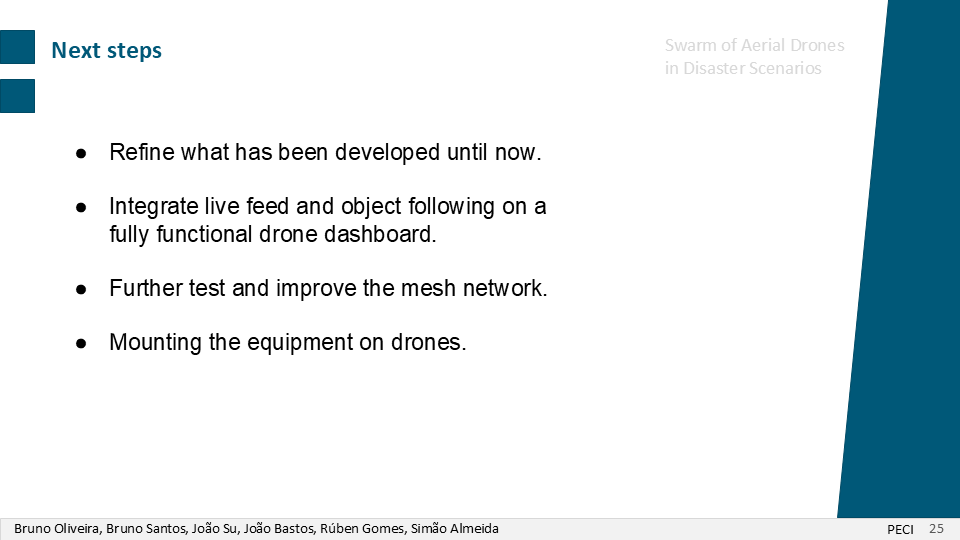 Next steps
Swarm of Aerial Drones
in Disaster Scenarios
● Refine what has been developed until now.
● Integrate live feed and object following on a
fully functional drone dashboard.
● Further test and improve the mesh network.
● Mounting the equipment on drones.
Bruno Oliveira, Bruno Santos, João Su, João Bastos, Rúben Gomes, Simão Almeida
PECI 25